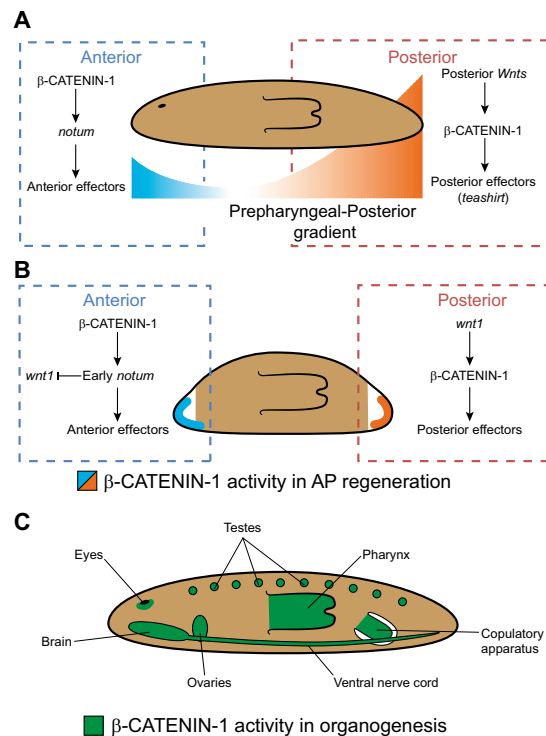 A
Anterior
β-CATENIN-1
notum
Anterior effectors
Posterior
Posterior Wnts
β-CATENIN-1
Posterior effectors
(teashirt)
Prepharyngeal-Posterior
gradient
B
Anterior
β-CATENIN-1
wnt1
Early notum
Anterior effectors
Posterior
wnt1
β-CATENIN-1
Posterior effectors
β-CATENIN-1 activity in AP regeneration
C
Testes
Eyes
Pharynx
Brain
Ovaries
Ventral nerve cord
Copulatory
apparatus
β-CATENIN-1 activity in organogenesis